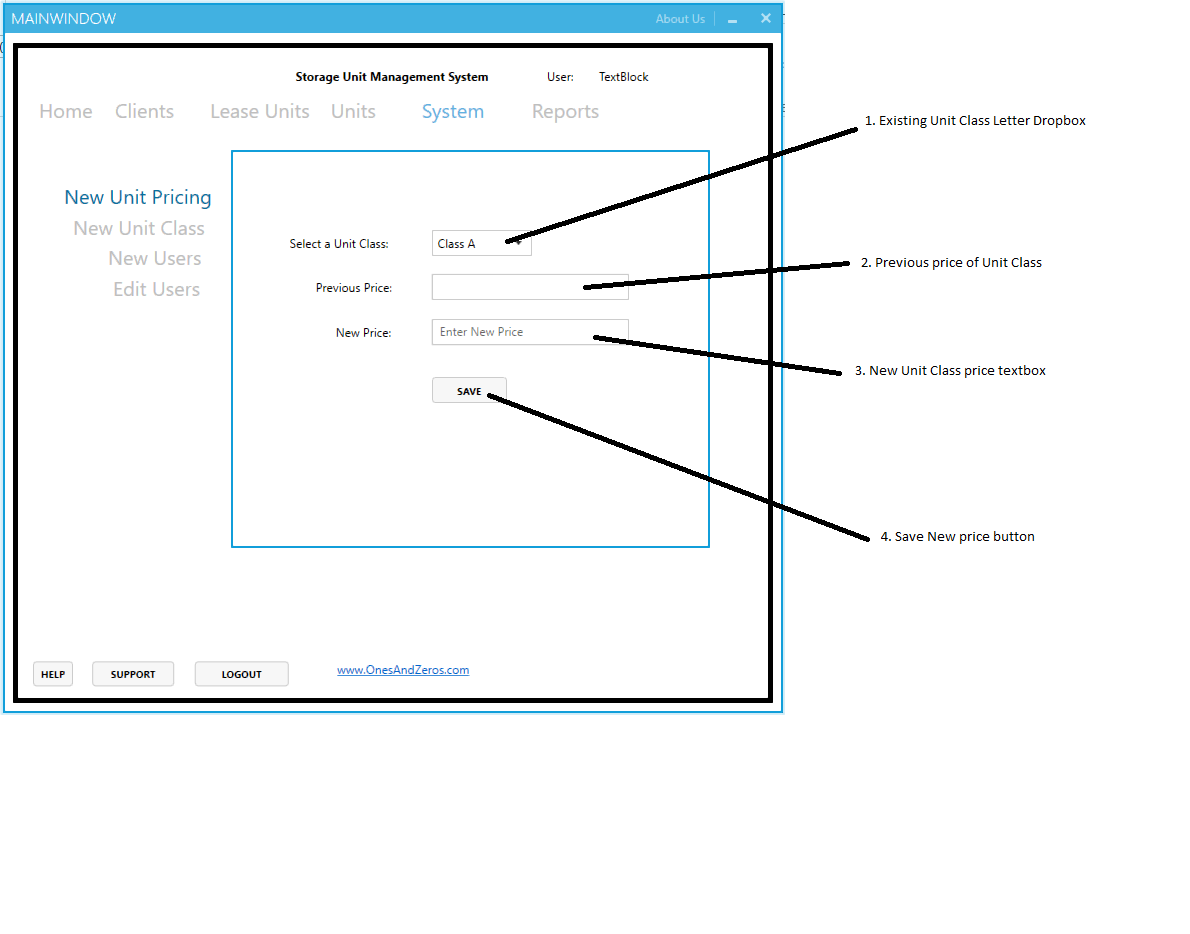 MAINWINDOW About Us
Storage Unit Management System User: TextBlock
Home Clients Lease Units Units System Reports
1. Existing Unit Class Letter Dropbox
New Unit Pricing
New Unit Class
New Users
Edit Users
Select a Unit Class: Class A
Previous Price:
2. Previous price of Unit Class
New Price: Enter New Price
3. New Unit Class price textbox
SAVE
4. Save New price button
HELP SUPPORT LOGOUT www.OnesAndZeros.com